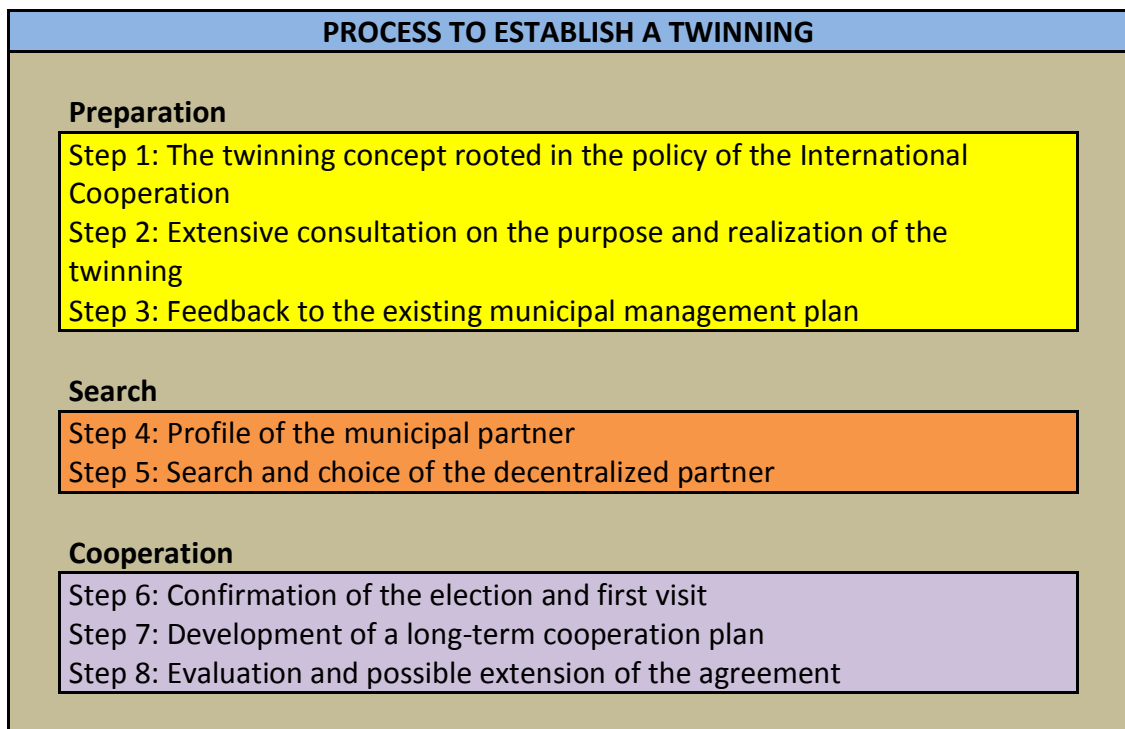 PROCESS TO ESTABLISH A TWINNING
Preparation
Step 1: The twinning concept rooted in the policy of the International
Cooperation
Step 2: Extensive consultation on the purpose and realization of the
twinning
Step 3: Feedback to the existing municipal management plan
Search
Step 4: Profile of the municipal partner
Step 5: Search and choice of the decentralized partner
Cooperation
Step 6: Confirmation of the election and first visit
Step 7: Development of a long-term cooperation plan
Step 8: Evaluation and possible extension of the agreement